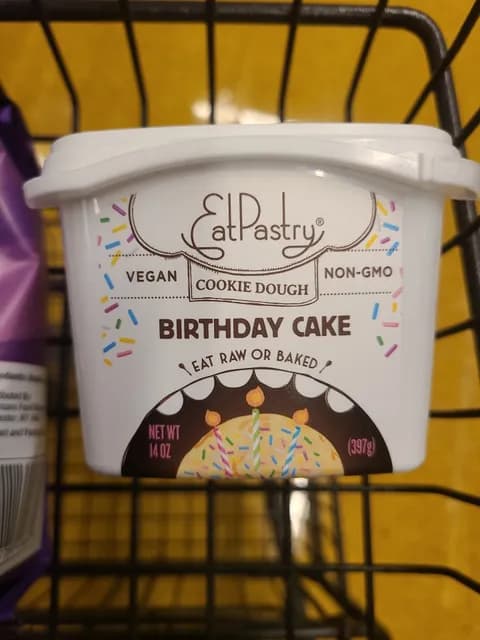 EatPastry®
VEGAN
COOKIE DOUGH
NON-GMO
BIRTHDAY CAKE
EAT RAW OR BAKED
NET WT
14 OZ
(397g)